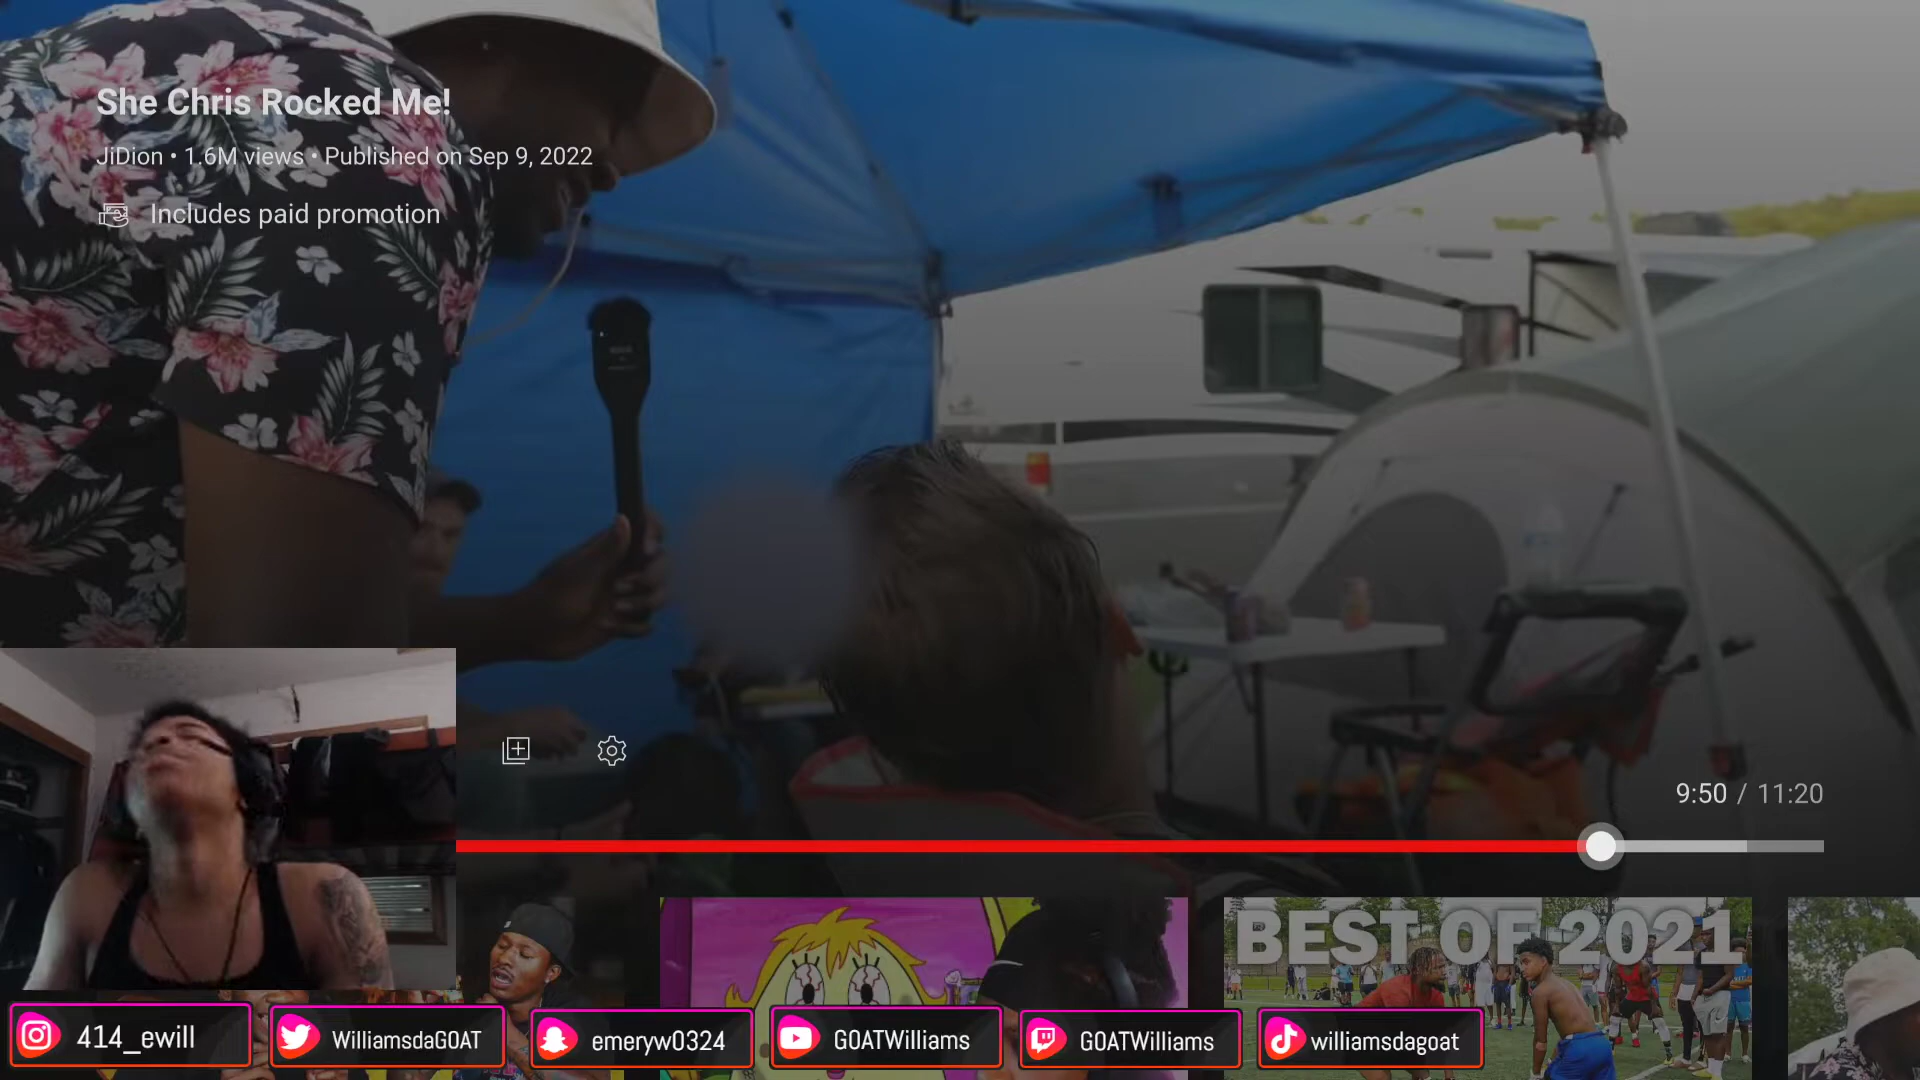 She Chris Rocked Me!
JiDion • 1.6M views • Published on Sep 9, 2022
Includes paid promotion
9:50 / 11:20
BEST OF 2021
414_ewill
WilliamsdaGOAT
emeryw0324
GOATWilliams
GOATWilliams
williamsdagoat